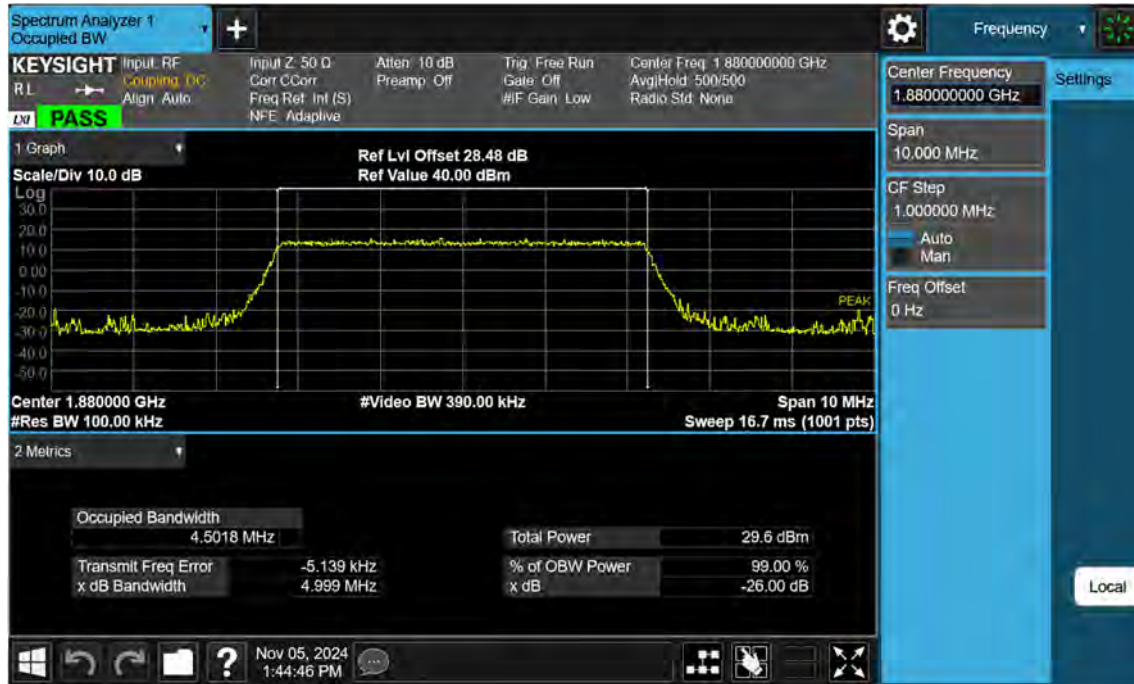 Spectrum Analyzer 1
Occupied BW
Frequency
KEYSIGHT
RL
LXI
PASS
Input: RF
Coupling: DC
Align: Auto
Input Z: 50 Ω
Corr CCorr
Freq Ref: Int (S)
NFE: Adaptive
Atten: 10 dB
Preamp: Off
Trig: Free Run
Gate: Off
#IF Gain: Low
Center Freq: 1.880000000 GHz
Avg|Hold: 500/500
Radio Std: None
1 Graph
Scale/Div 10.0 dB
Ref Lvl Offset 28.48 dB
Ref Value 40.00 dBm
Log
30.0
20.0
10.0
0.00
-10.0
-20.0
-30.0
-40.0
-50.0
PEAK
Center 1.880000 GHz
#Video BW 390.00 kHz
Span 10 MHz
#Res BW 100.00 kHz
Sweep 16.7 ms (1001 pts)
2 Metrics
Occupied Bandwidth
4.5018 MHz
Total Power 29.6 dBm
Transmit Freq Error -5.139 kHz
% of OBW Power 99.00 %
x dB Bandwidth 4.999 MHz
x dB -26.00 dB
Nov 05, 2024
1:44:46 PM
Center Frequency
1.880000000 GHz
Settings
Span
10.000 MHz
CF Step
1.000000 MHz
Auto
Man
Freq Offset
0 Hz
Local